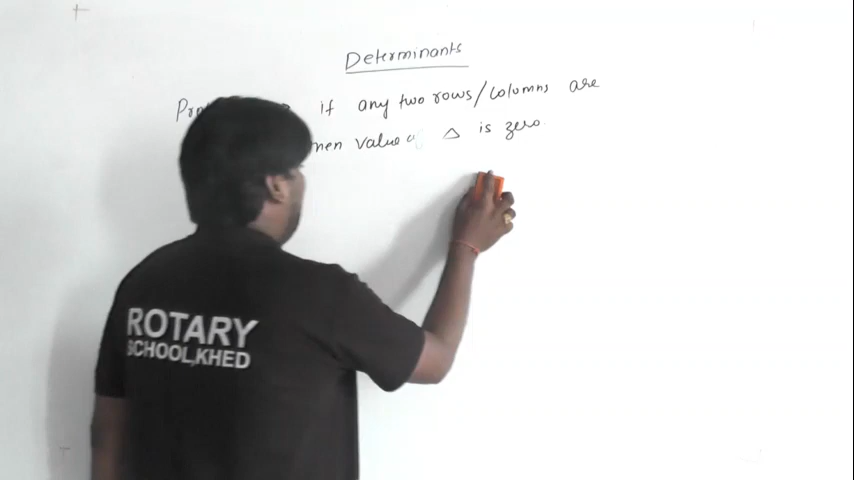 Determinants
if any two rows/columns are
value of △ is zero.
ROTARY
SCHOOL,KHED